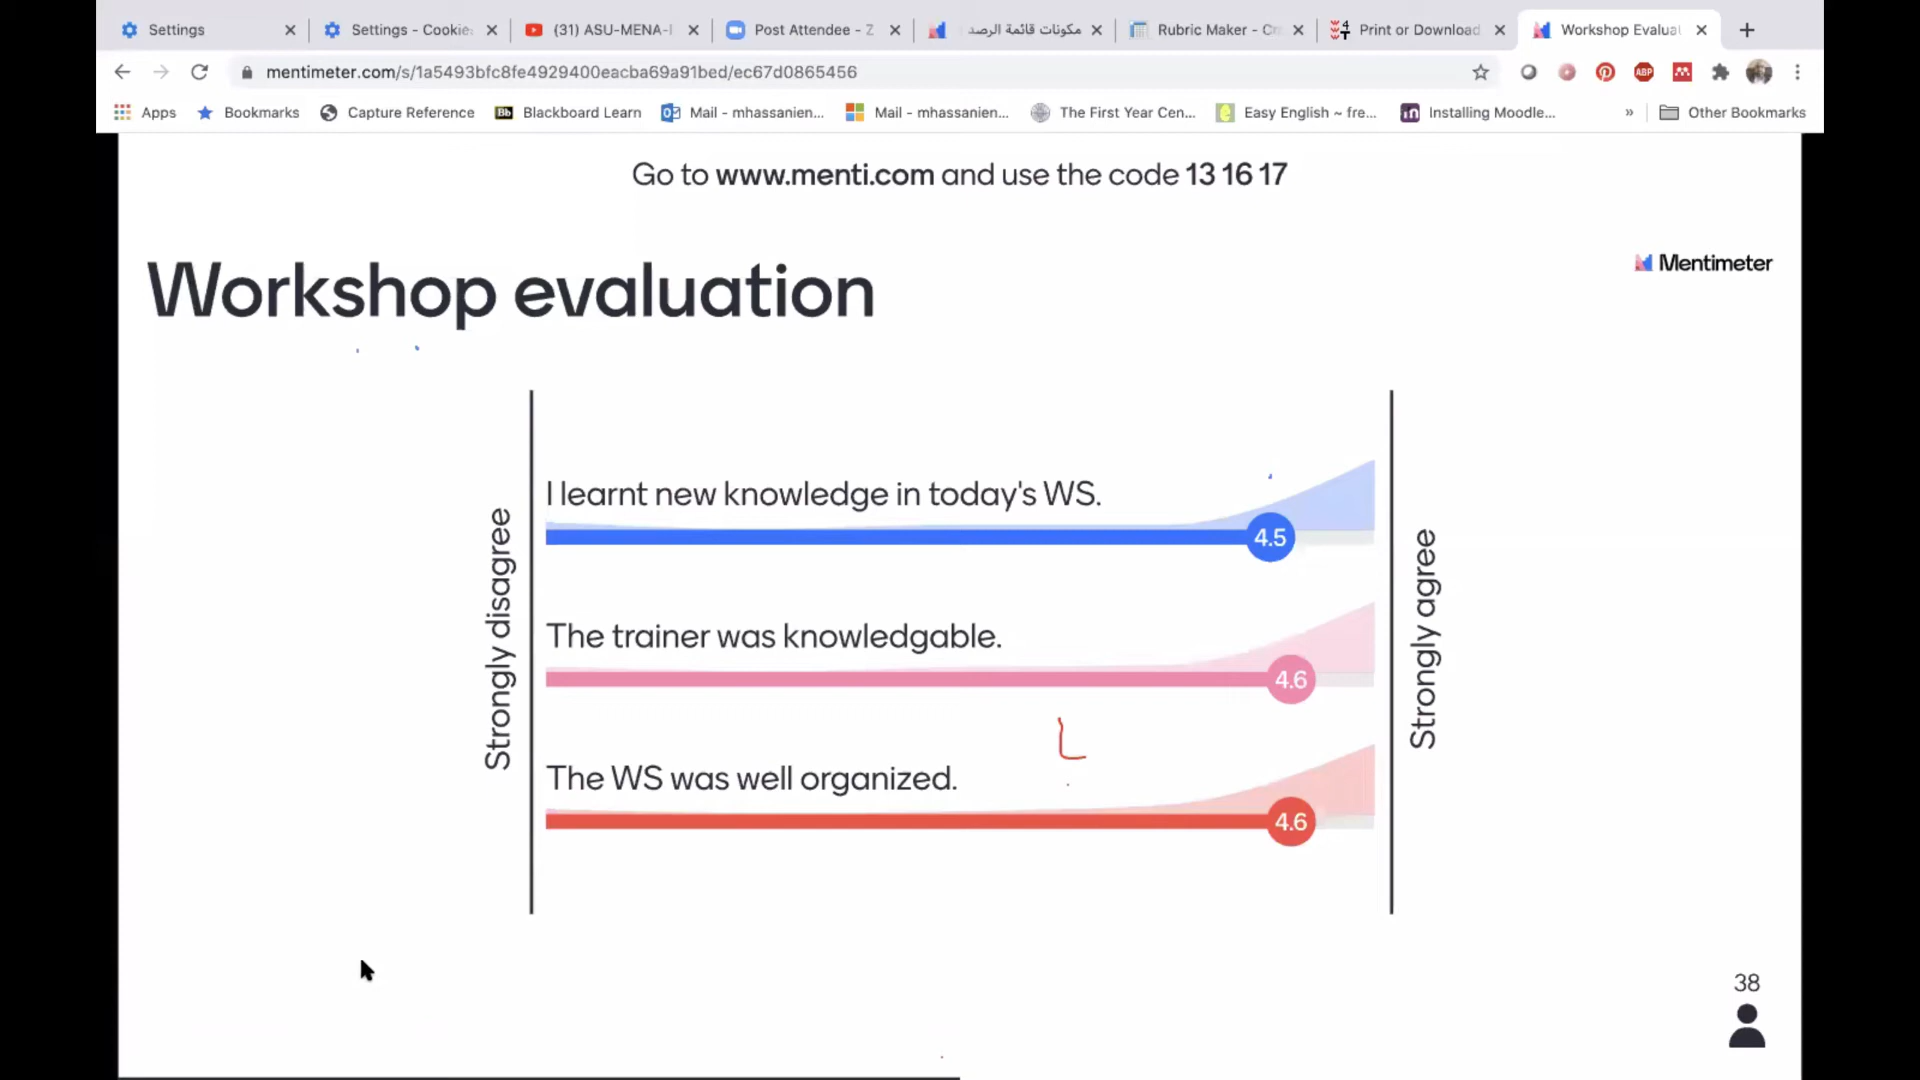 Settings
Settings - Cookie
(31) ASU-MENA-
Post Attendee - Z
مكونات قائمة الرصد
Rubric Maker - Cr
Print or Download
Workshop Evaluat
mentimeter.com/s/1a5493bfc8fe4929400eacba69a91bed/ec67d0865456
ABP
Apps
Bookmarks
Capture Reference
Bb Blackboard Learn
Mail - mhassanien...
Mail - mhassanien...
The First Year Cen...
Easy English ~ fre...
Installing Moodle...
»
Other Bookmarks
Go to www.menti.com and use the code 13 16 17
Workshop evaluation
Mentimeter
Strongly disagree
I learnt new knowledge in today's WS.
4.5
The trainer was knowledgable.
4.6
The WS was well organized.
4.6
Strongly agree
38